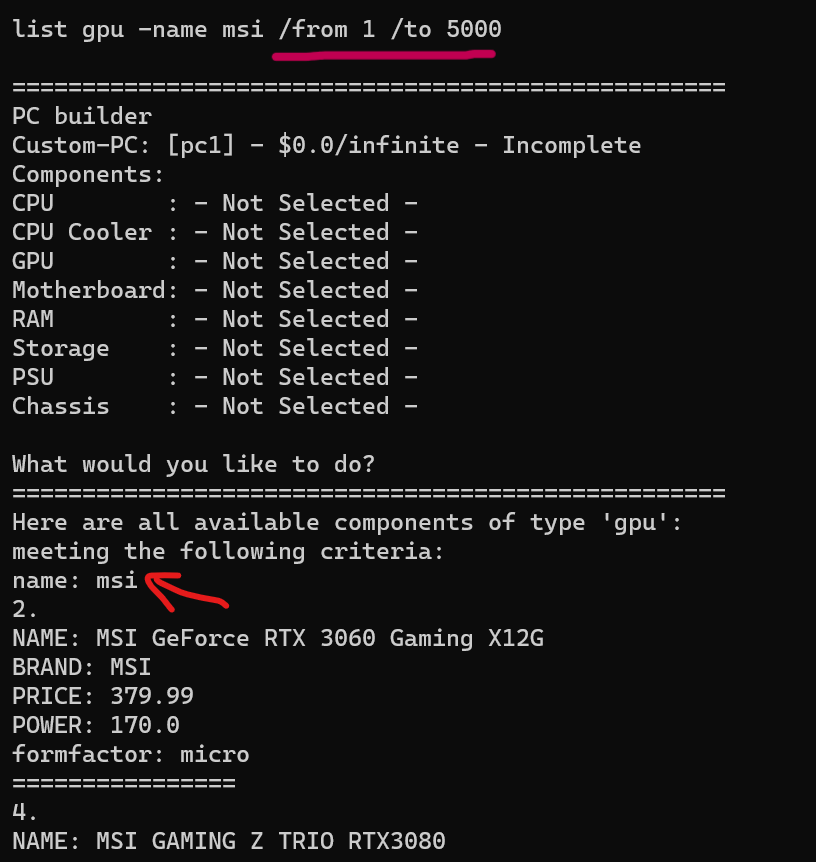 list gpu -name msi /from 1 /to 5000
===================================================
PC builder
Custom-PC: [pc1] - $0.0/infinite - Incomplete
Components:
CPU        : - Not Selected -
CPU Cooler : - Not Selected -
GPU        : - Not Selected -
Motherboard: - Not Selected -
RAM        : - Not Selected -
Storage    : - Not Selected -
PSU        : - Not Selected -
Chassis    : - Not Selected -
What would you like to do?
===================================================
Here are all available components of type 'gpu':
meeting the following criteria:
name: msi
2.
NAME: MSI GeForce RTX 3060 Gaming X12G
BRAND: MSI
PRICE: 379.99
POWER: 170.0
formfactor: micro
================
4.
NAME: MSI GAMING Z TRIO RTX3080